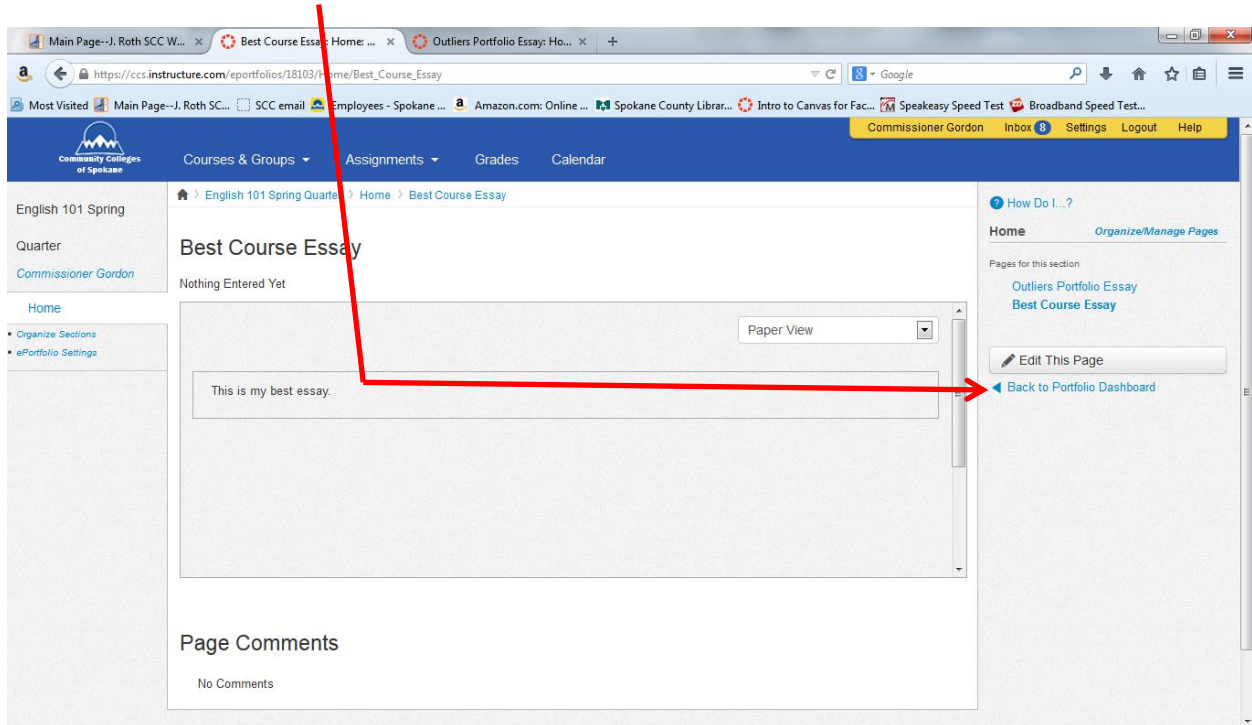 Main Page--J. Roth SCC W... × Best Course Essay: Home: ... × Outliers Portfolio Essay: Ho... × +
https://ccs.instructure.com/eportfolios/18103/Home/Best_Course_Essay Google
Most Visited Main Page--J. Roth SC... SCC email Employees - Spokane ... Amazon.com: Online ... Spokane County Librar... Intro to Canvas for Fac... Speakeasy Speed Test Broadband Speed Test...
Commissioner Gordon Inbox 8 Settings Logout Help
Community Colleges
of Spokane
Courses & Groups Assignments Grades Calendar
English 101 Spring
Quarter
Commissioner Gordon
Home
Organize Sections
ePortfolio Settings
English 101 Spring Quarter > Home > Best Course Essay
Best Course Essay
Nothing Entered Yet
Paper View
This is my best essay.
Page Comments
No Comments
How Do I...?
Home Organize/Manage Pages
Pages for this section
Outliers Portfolio Essay
Best Course Essay
Edit This Page
Back to Portfolio Dashboard